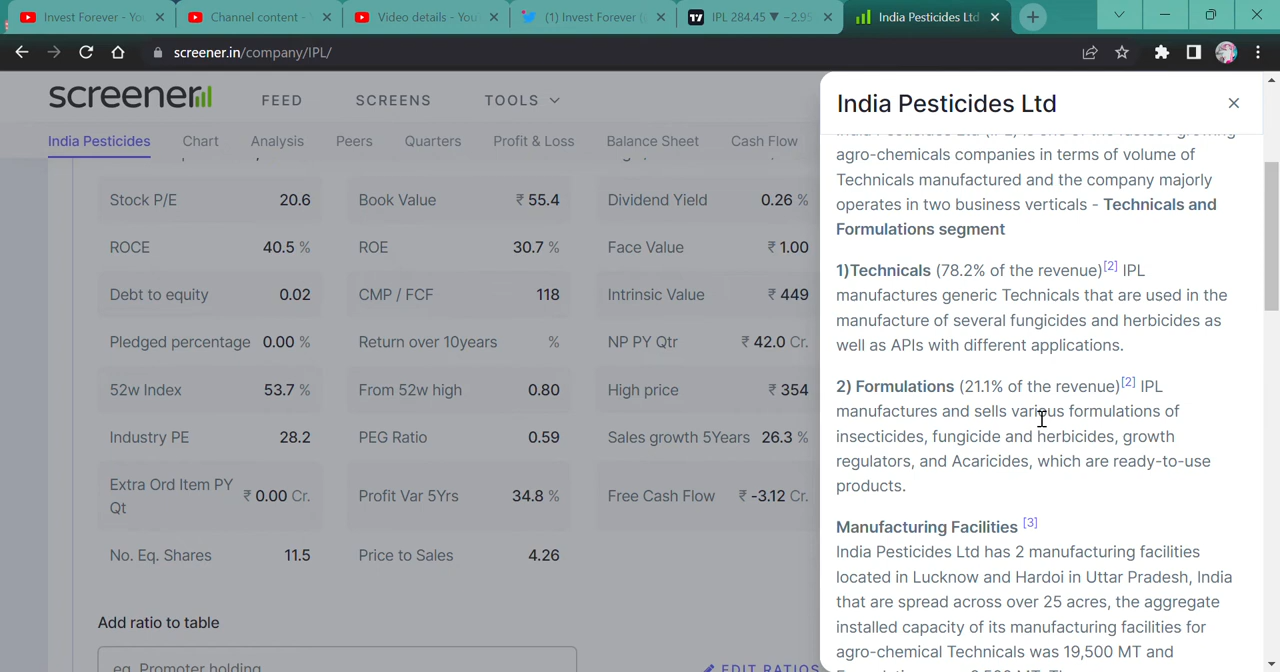 Invest Forever - You
Channel content -
Video details - You
(1) Invest Forever (
IPL 284.45 ▼ −2.95
India Pesticides Ltd
screener.in/company/IPL/
screener
FEED
SCREENS
TOOLS
India Pesticides
Chart
Analysis
Peers
Quarters
Profit & Loss
Balance Sheet
Cash Flow
Stock P/E 20.6
Book Value ₹ 55.4
Dividend Yield 0.26 %
ROCE 40.5 %
ROE 30.7 %
Face Value ₹ 1.00
Debt to equity 0.02
CMP / FCF 118
Intrinsic Value ₹ 449
Pledged percentage 0.00 %
Return over 10years %
NP PY Qtr ₹ 42.0 Cr.
52w Index 53.7 %
From 52w high 0.80
High price ₹ 354
Industry PE 28.2
PEG Ratio 0.59
Sales growth 5Years 26.3 %
Extra Ord Item PY
Qt
₹ 0.00 Cr.
Profit Var 5Yrs 34.8 %
Free Cash Flow ₹ -3.12 Cr.
No. Eq. Shares 11.5
Price to Sales 4.26
Add ratio to table
eg. Promoter holding
EDIT RATIOS
India Pesticides Ltd
India Pesticides Ltd (IPL) is one of the fastest-growing
agro-chemicals companies in terms of volume of
Technicals manufactured and the company majorly
operates in two business verticals - Technicals and
Formulations segment
1)Technicals (78.2% of the revenue)[2] IPL
manufactures generic Technicals that are used in the
manufacture of several fungicides and herbicides as
well as APIs with different applications.
2) Formulations (21.1% of the revenue)[2] IPL
manufactures and sells various formulations of
insecticides, fungicide and herbicides, growth
regulators, and Acaricides, which are ready-to-use
products.
Manufacturing Facilities [3]
India Pesticides Ltd has 2 manufacturing facilities
located in Lucknow and Hardoi in Uttar Pradesh, India
that are spread across over 25 acres, the aggregate
installed capacity of its manufacturing facilities for
agro-chemical Technicals was 19,500 MT and